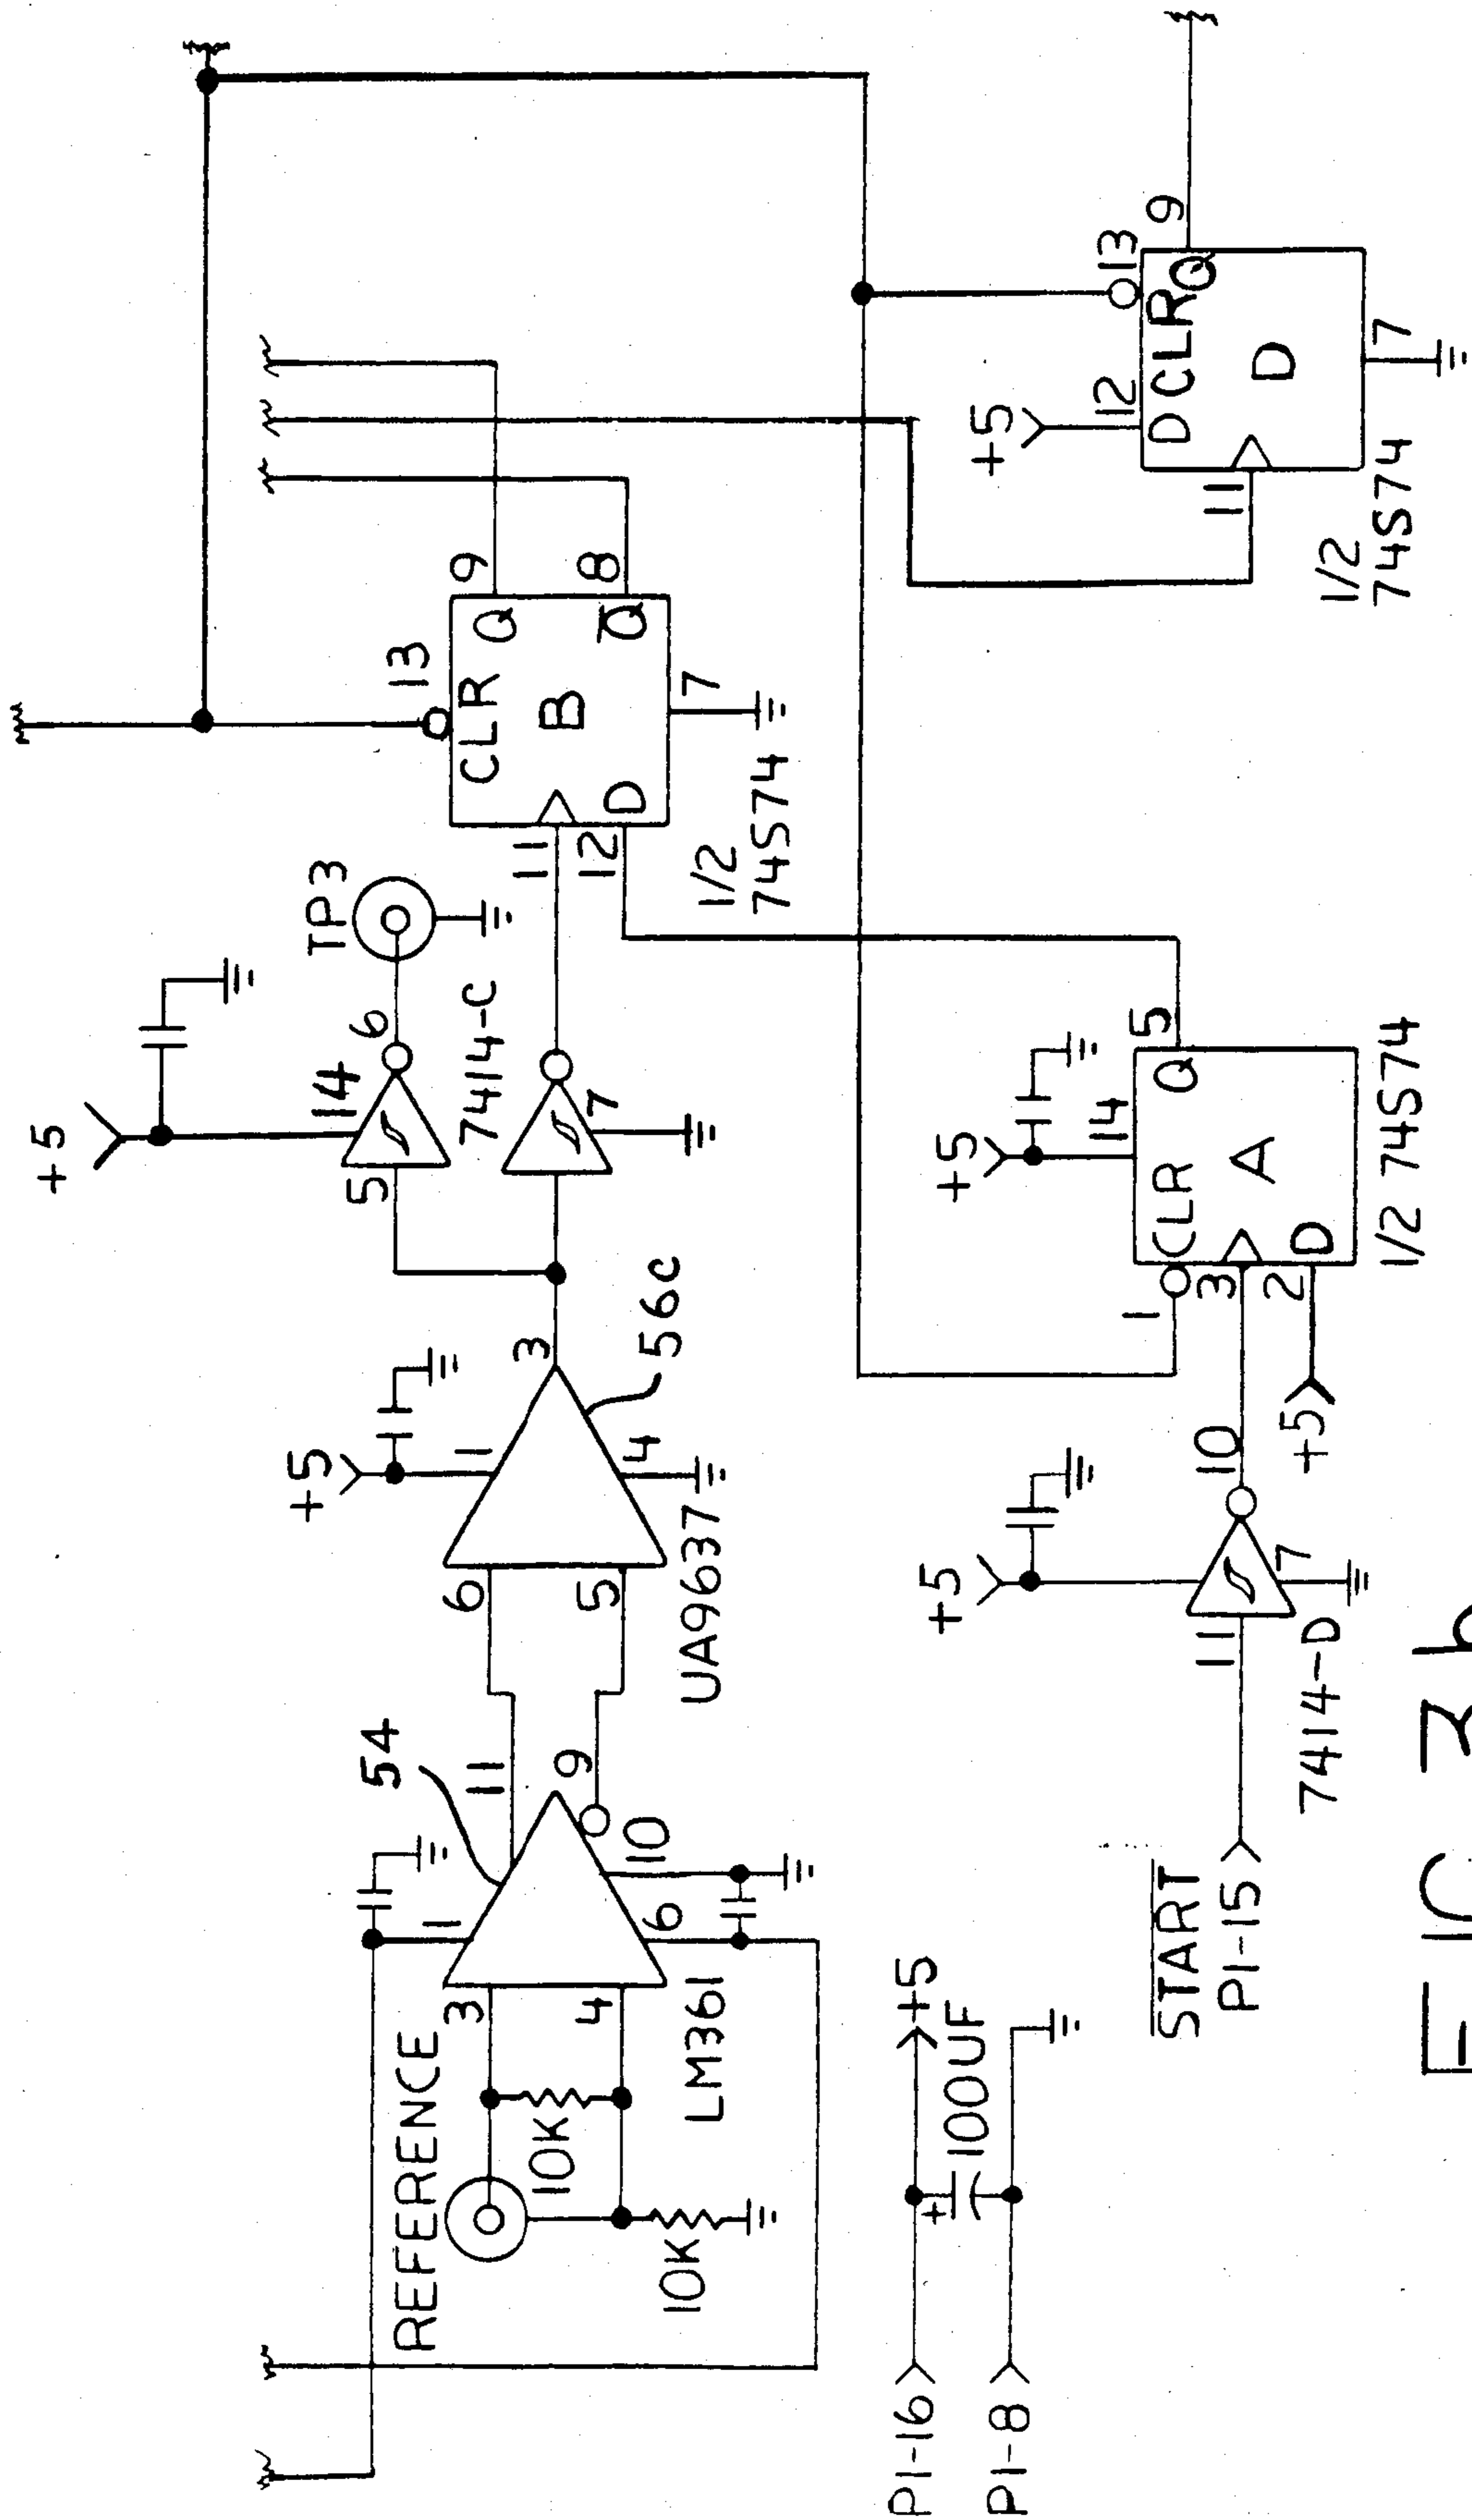 +5
14
5
6
TP3
7414-C
7
13
CLR
Q
9
B
Q
8
D
11
12
7
1/2
74S74
+5
1
3
6
5
4
56c
UA9637
54
11
9
10
6
1
3
4
REFERENCE
10K
10K
LM361
P1-16
+5
+
100UF
P1-8
START
P1-15
11
10
7
7414-D
+5
+5
14
1
CLR
3
2
D
Q
5
A
+5
1/2 74S74
+5
12
13
D
CLR
Q
9
D
11
7
1/2
74S74
FIG. 3b